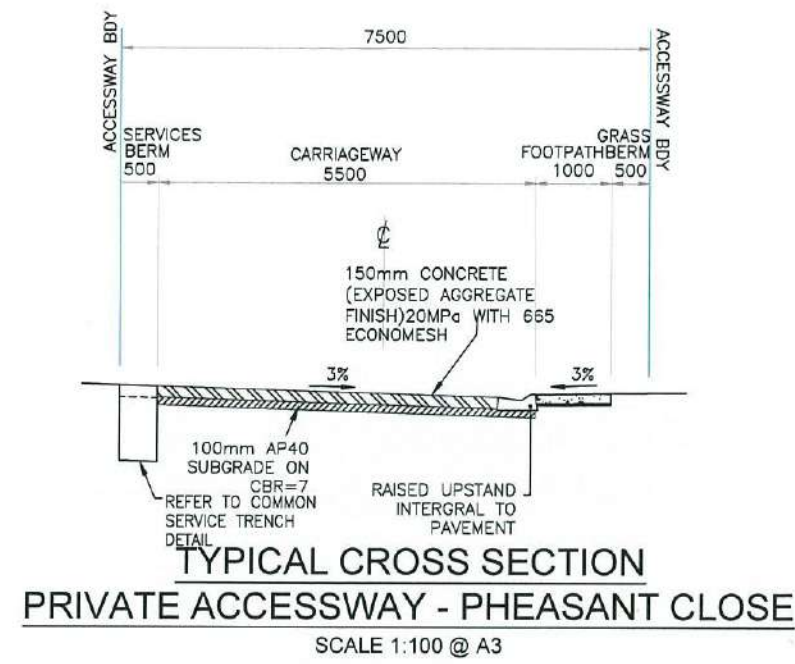 7500
ACCESSWAY BDY
ACCESSWAY BDY
SERVICES
BERM
500
CARRIAGEWAY
5500
FOOTPATH
1000
GRASS
BERM
500
℄
150mm CONCRETE
(EXPOSED AGGREGATE
FINISH)20MPa WITH 665
ECONOMESH
3%
3%
100mm AP40
SUBGRADE ON
CBR=7
REFER TO COMMON
SERVICE TRENCH
DETAIL
RAISED UPSTAND
INTERGRAL TO
PAVEMENT
TYPICAL CROSS SECTION
PRIVATE ACCESSWAY - PHEASANT CLOSE
SCALE 1:100 @ A3